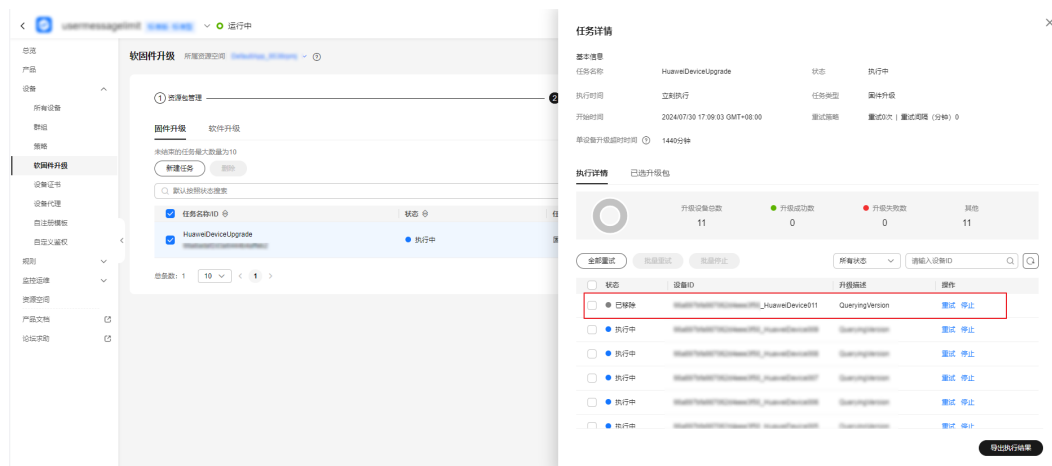 运行中
总览
产品
设备
所有设备
群组
策略
软固件升级
设备证书
设备代理
自注册模板
自定义鉴权
规则
监控运维
资源空间
产品文档
论坛求助
软固件升级 所属资源空间
1 资源包管理
2
固件升级 软件升级
未结束的任务最大数量为10
新建任务 删除
默认按照状态搜索
任务名称/ID 状态
HuaweiDeviceUpgrade
执行中
总条数: 1 10 < 1 >
任务详情
基本信息
任务名称 HuaweiDeviceUpgrade 状态 执行中
执行时间 立刻执行 任务类型 固件升级
开始时间 2024/07/30 17:09:03 GMT+08:00 重试策略 重试0次 | 重试间隔（分钟）0
单设备升级超时时间 1440分钟
执行详情 已选升级包
升级设备总数 升级成功数 升级失败数 其他
11 0 0 11
全部重试 批量重试 批量停止 所有状态 请输入设备ID
状态 设备ID 升级描述 操作
已移除 _HuaweiDevice011 QueryingVersion 重试 停止
执行中 重试 停止
执行中 重试 停止
执行中 重试 停止
执行中 重试 停止
执行中 重试 停止
导出执行结果